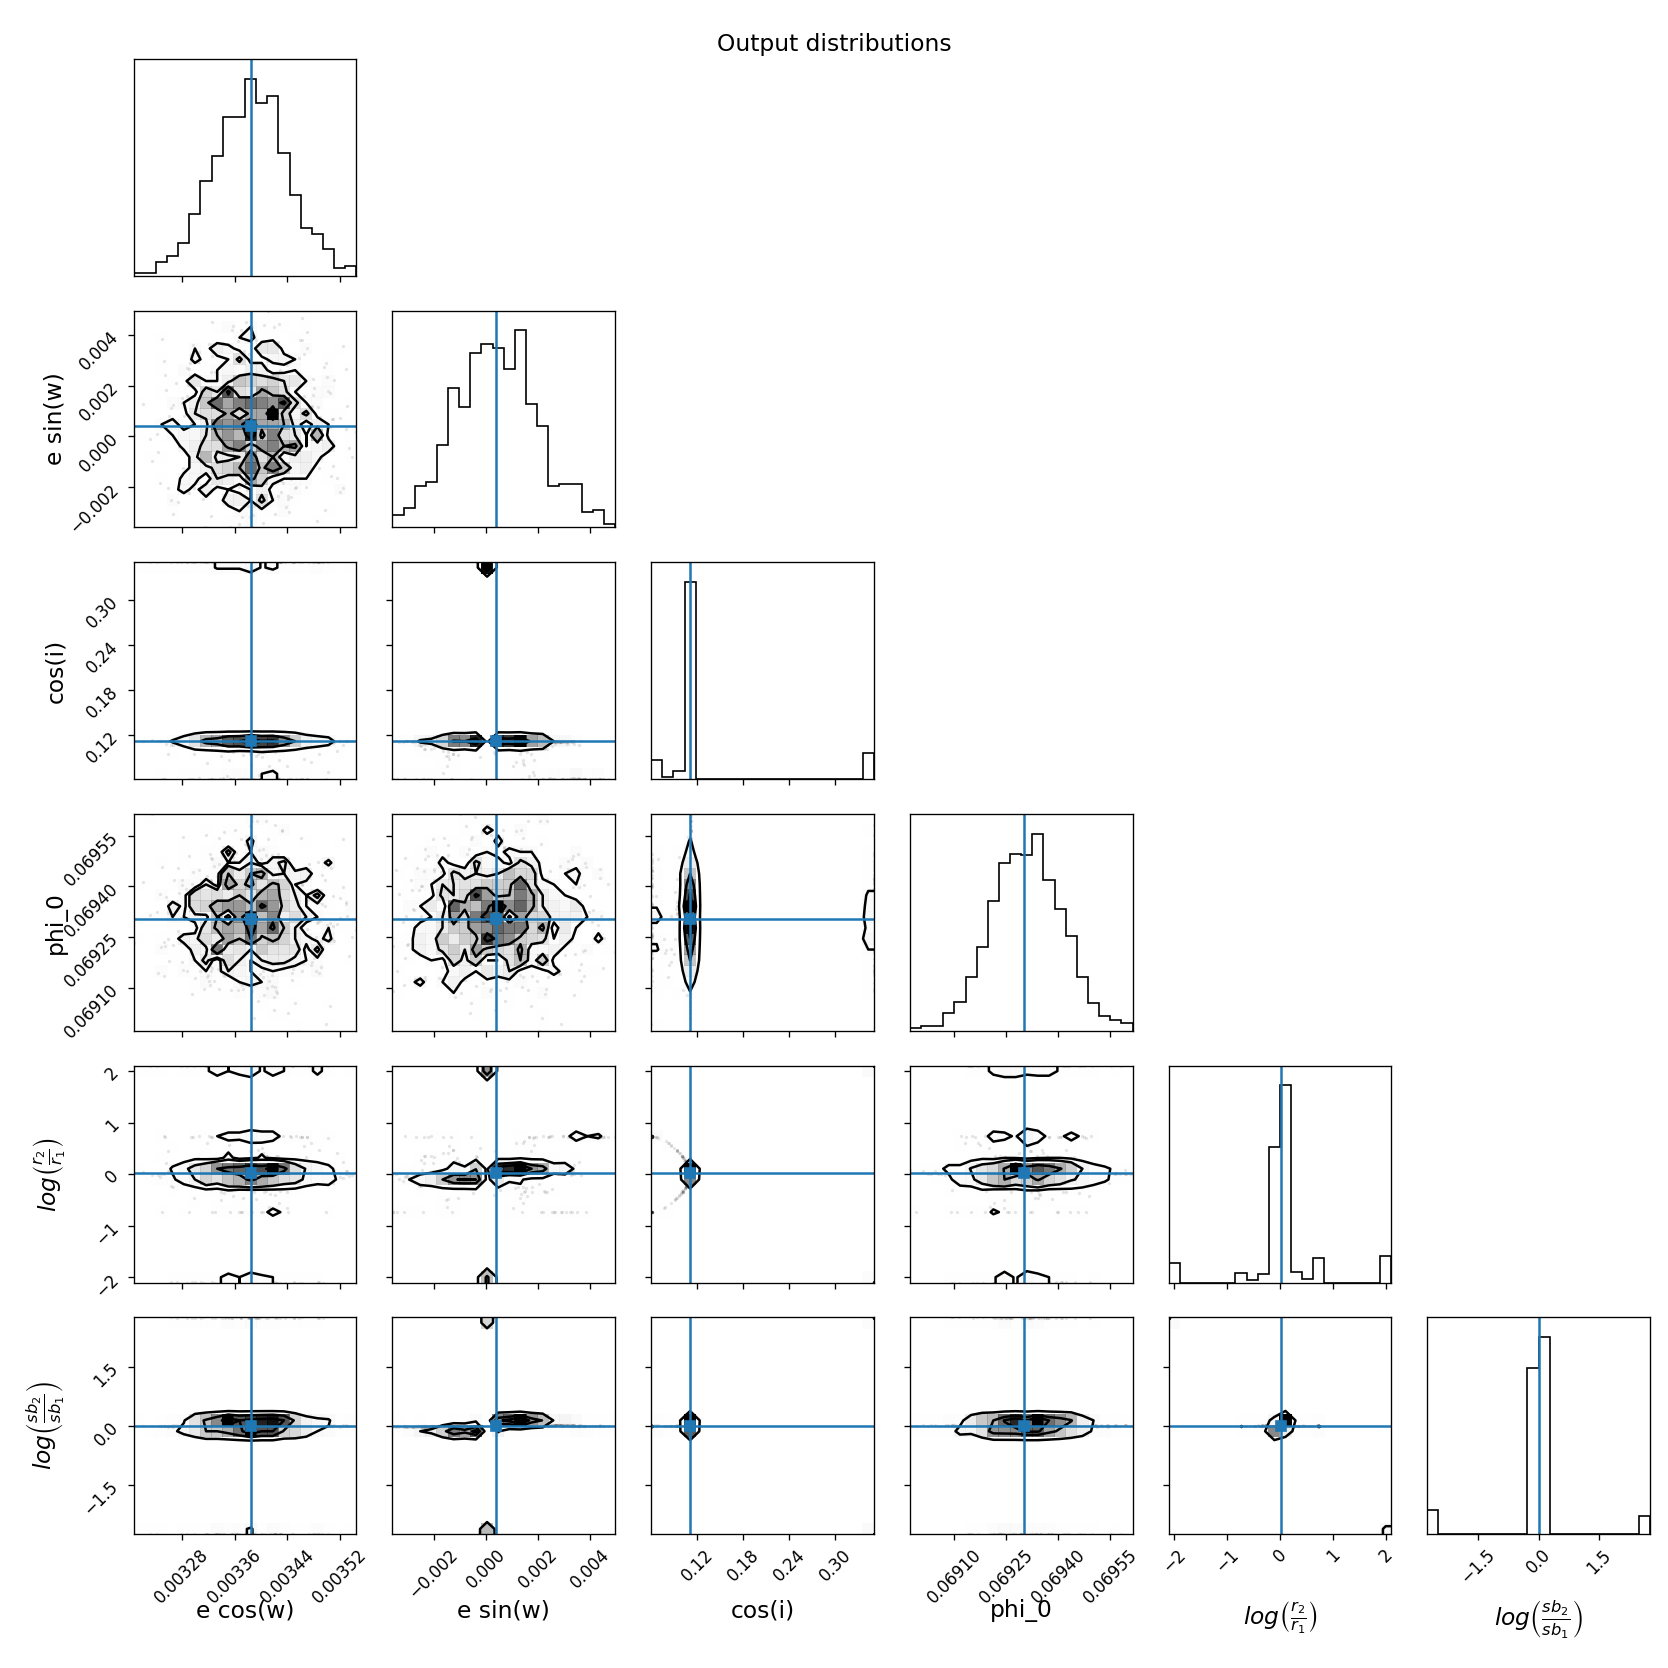 Output distributions
e sin(w)
0.004
0.002
0.000
−0.002
cos(i)
0.30
0.24
0.18
0.12
phi_0
0.06955
0.06940
0.06925
0.06910
log(r2/r1)
2
1
0
−1
−2
log(sb2/sb1)
1.5
0.0
−1.5
0.00328 0.00336 0.00344 0.00352
−0.002 0.000 0.002 0.004
0.12 0.18 0.24 0.30
0.06910 0.06925 0.06940 0.06955
−2 −1 0 1 2
−1.5 0.0 1.5
e cos(w) e sin(w) cos(i) phi_0 log(r2/r1) log(sb2/sb1)